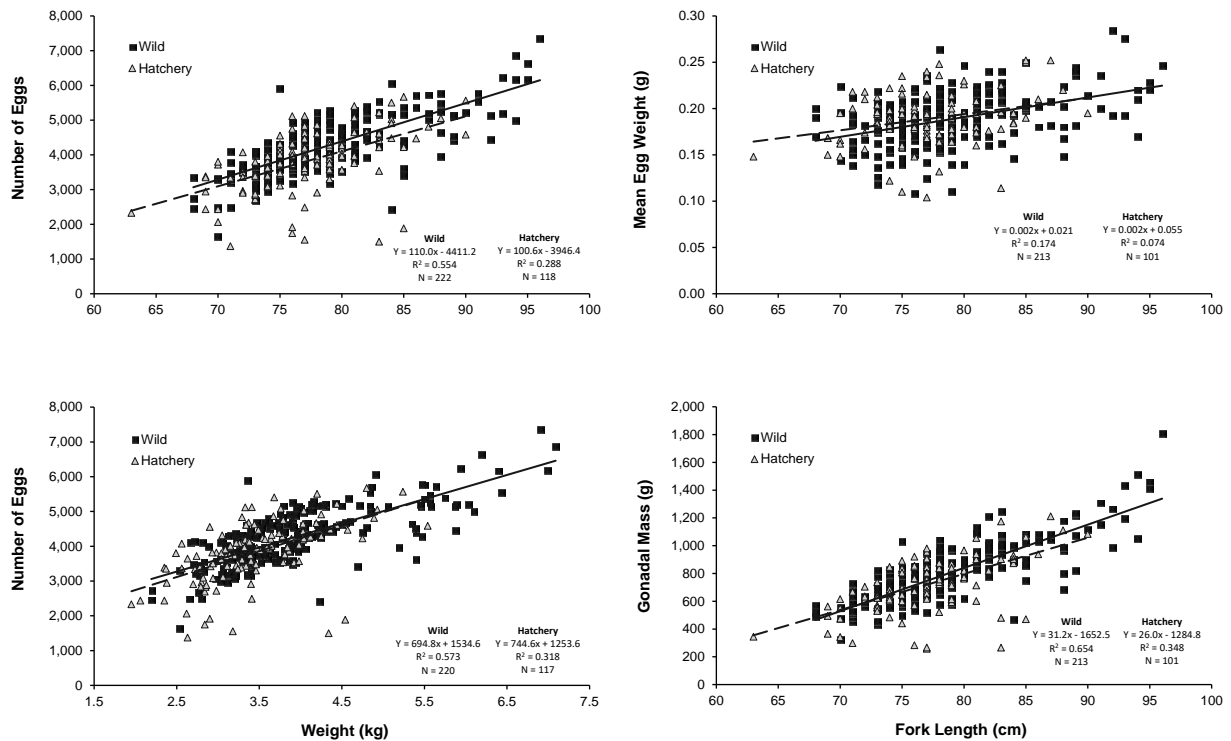 8,000
7,000
6,000
5,000
4,000
3,000
2,000
1,000
0
Number of Eggs
Wild
Hatchery
Wild
Y = 110.0x - 4411.2
R² = 0.554
N = 222
Hatchery
Y = 100.6x - 3946.4
R² = 0.288
N = 118
60 65 70 75 80 85 90 95 100
0.30
0.25
0.20
0.15
0.10
0.05
0.00
Mean Egg Weight (g)
Wild
Hatchery
Wild
Y = 0.002x + 0.021
R² = 0.174
N = 213
Hatchery
Y = 0.002x + 0.055
R² = 0.074
N = 101
60 65 70 75 80 85 90 95 100
8,000
7,000
6,000
5,000
4,000
3,000
2,000
1,000
0
Number of Eggs
Wild
Hatchery
Wild
Y = 694.8x + 1534.6
R² = 0.573
N = 220
Hatchery
Y = 744.6x + 1253.6
R² = 0.318
N = 117
1.5 2.5 3.5 4.5 5.5 6.5 7.5
Weight (kg)
2,000
1,800
1,600
1,400
1,200
1,000
800
600
400
200
0
Gonadal Mass (g)
Wild
Hatchery
Wild
Y = 31.2x - 1652.5
R² = 0.654
N = 213
Hatchery
Y = 26.0x - 1284.8
R² = 0.348
N = 101
60 65 70 75 80 85 90 95 100
Fork Length (cm)